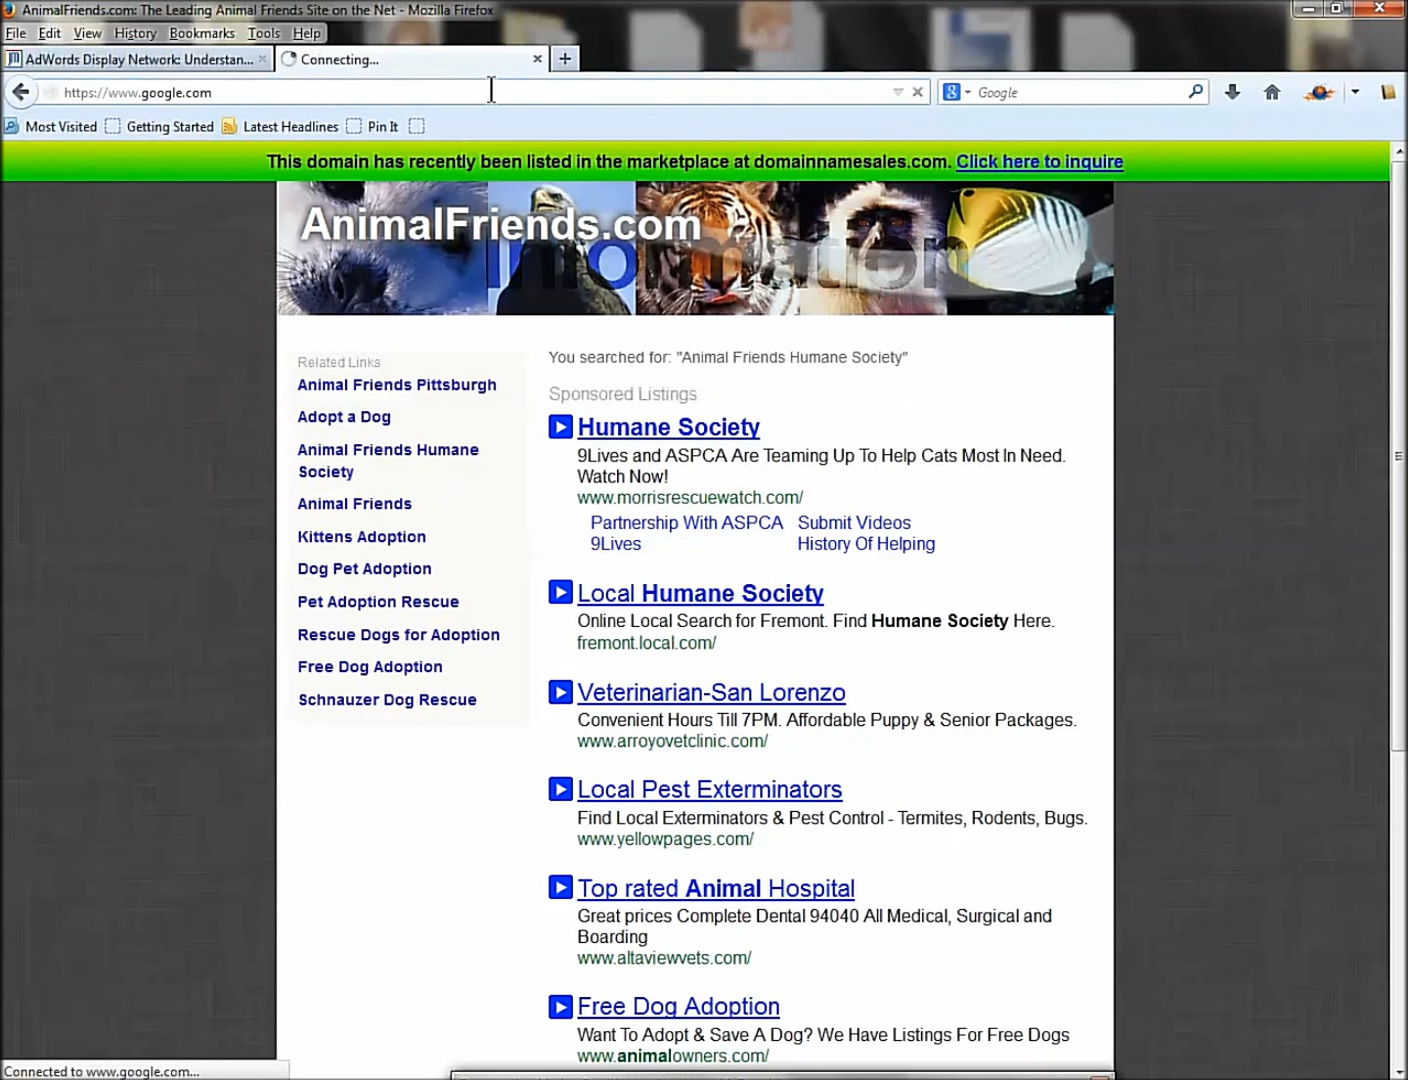 AnimalFriends.com: The Leading Animal Friends Site on the Net - Mozilla Firefox
File Edit View History Bookmarks Tools Help
AdWords Display Network: Understan... Connecting...
https://www.google.com Google
Most Visited Getting Started Latest Headlines Pin It
This domain has recently been listed in the marketplace at domainnamesales.com. Click here to inquire
AnimalFriends.com
information
Related Links
Animal Friends Pittsburgh
Adopt a Dog
Animal Friends Humane
Society
Animal Friends
Kittens Adoption
Dog Pet Adoption
Pet Adoption Rescue
Rescue Dogs for Adoption
Free Dog Adoption
Schnauzer Dog Rescue
You searched for: "Animal Friends Humane Society"
Sponsored Listings
Humane Society
9Lives and ASPCA Are Teaming Up To Help Cats Most In Need.
Watch Now!
www.morrisrescuewatch.com/
Partnership With ASPCA Submit Videos
9Lives History Of Helping
Local Humane Society
Online Local Search for Fremont. Find Humane Society Here.
fremont.local.com/
Veterinarian-San Lorenzo
Convenient Hours Till 7PM. Affordable Puppy & Senior Packages.
www.arroyovetclinic.com/
Local Pest Exterminators
Find Local Exterminators & Pest Control - Termites, Rodents, Bugs.
www.yellowpages.com/
Top rated Animal Hospital
Great prices Complete Dental 94040 All Medical, Surgical and
Boarding
www.altaviewvets.com/
Free Dog Adoption
Want To Adopt & Save A Dog? We Have Listings For Free Dogs
www.animalowners.com/
Connected to www.google.com...